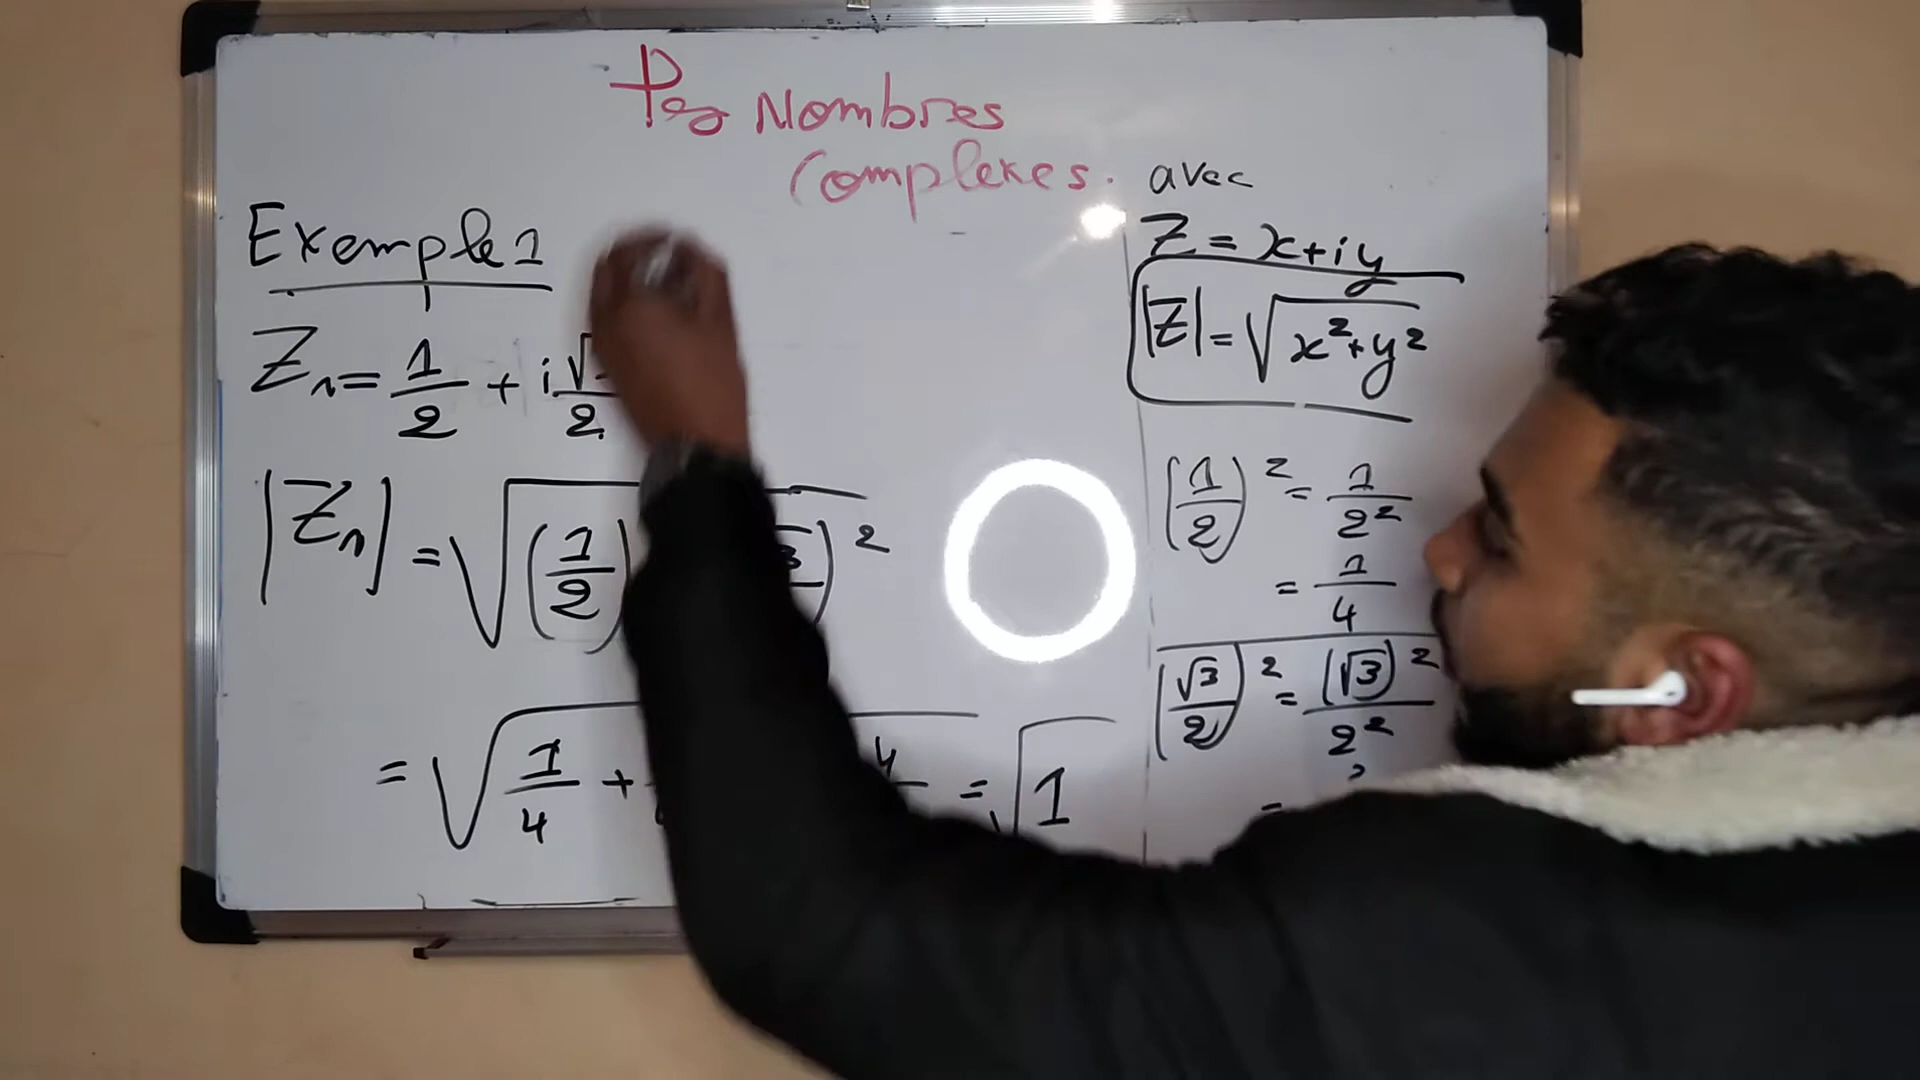 Les Nombres
Complexes.
Exemple 1
Z₁ = 1/2 + i√ /2
|Z₁| = √((1/2) 3 )²
= √(1/4 + 4 = √1
avec
Z = x + iy
|Z| = √(x² + y²)
(1/2)² = 1/2²
= 1/4
(√3/2)² = (√3)²/2²
=